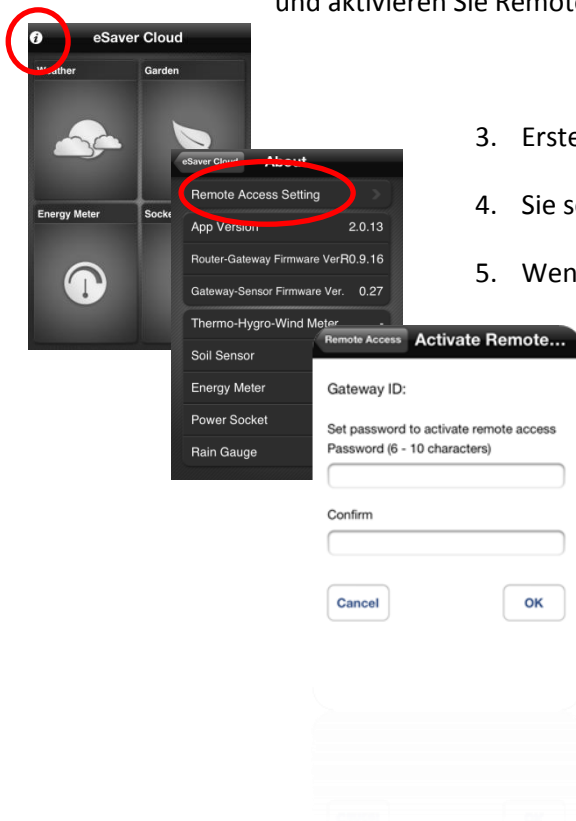 und aktivieren Sie Remote
eSaver Cloud
Weather Garden
Energy Meter
3. Erste
4. Sie
5. Wen
eSaver Cloud About
Remote Access Setting
App Version 2.0.13
Router-Gateway Firmware Ver R0.9.16
Gateway-Sensor Firmware Ver. 0.27
Thermo-Hygro-Wind Meter -
Soil Sensor
Energy Meter
Power Socket
Rain Gauge
Remote Access Activate Remote...
Gateway ID:
Set password to activate remote access
Password (6 - 10 characters)
Confirm
Cancel OK